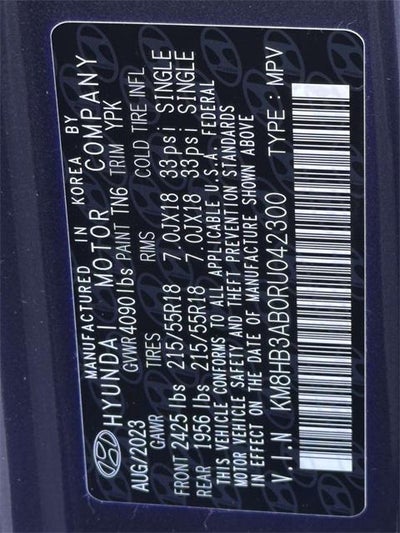 MANUFACTURED IN KOREA BY
HYUNDAI MOTOR COMPANY
AUG/2023 GVWR 4090 lbs PAINT TN6 TRIM YPK
GAWR TIRES RIMS COLD TIRE INFL
FRONT 2425 lbs 215/55R18 7.0JX18 33psi SINGLE
REAR 1956 lbs 215/55R18 7.0JX18 33psi SINGLE
THIS VEHICLE CONFORMS TO ALL APPLICABLE U.S.A. FEDERAL
MOTOR VEHICLE SAFETY AND THEFT PREVENTION STANDARDS
IN EFFECT ON THE DATE OF MANUFACTURE SHOWN ABOVE
V.I.N KM8HB3AB0RU042300 TYPE: MPV